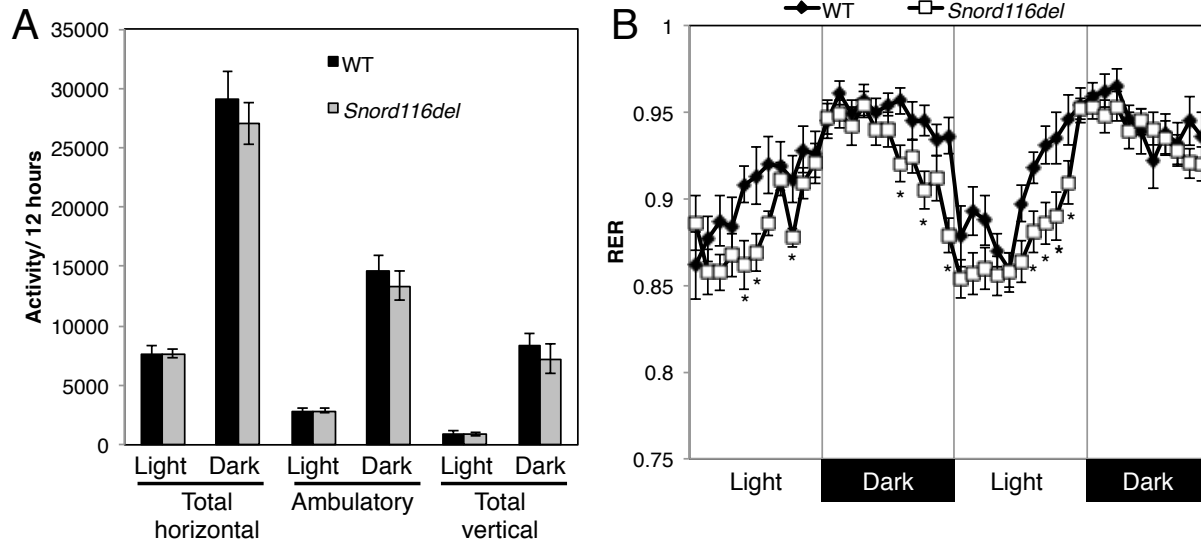 A
35000
30000
25000
20000
15000
10000
5000
0
Activity/ 12 hours
WT
Snord116del
Light Dark Light Dark Light Dark
Total horizontal
Ambulatory
Total vertical
B
WT Snord116del
1
0.95
0.9
0.85
0.8
0.75
RER
* * * * * * * * * *
Light Dark Light Dark